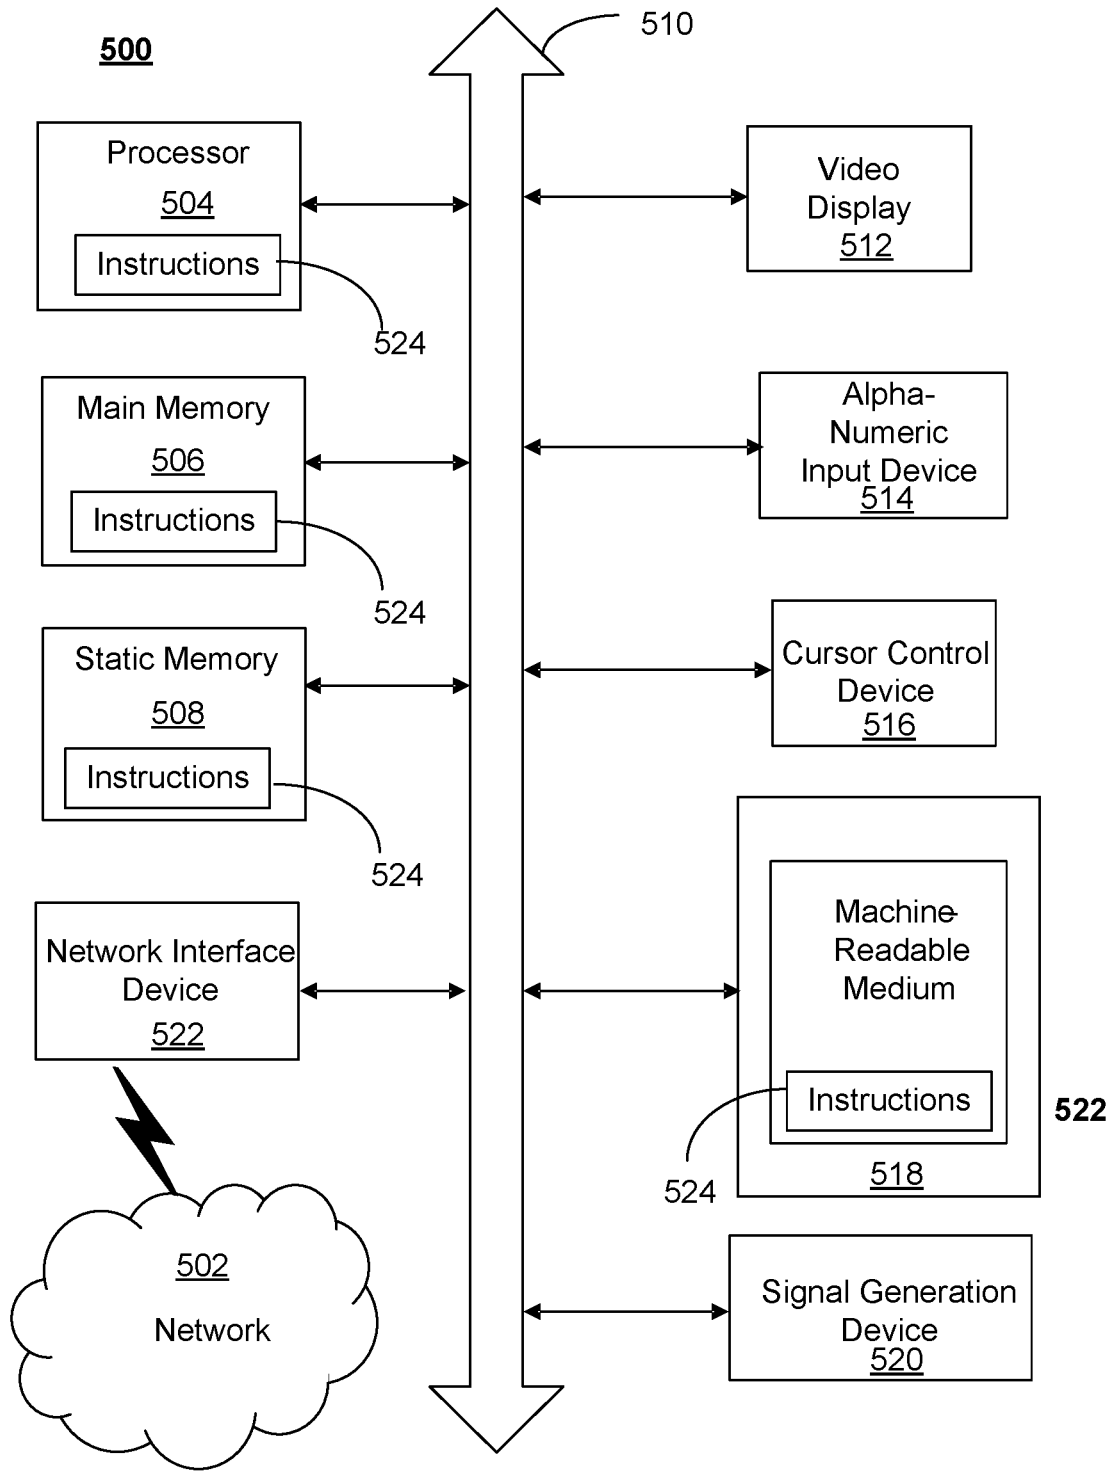 500
510
Processor
504
Instructions
524
Main Memory
506
Instructions
524
Static Memory
508
Instructions
524
Network Interface
Device
522
502
Network
Video
Display
512
Alpha-
Numeric
Input Device
514
Cursor Control
Device
516
Machine-
Readable
Medium
Instructions
524
518
522
Signal Generation
Device
520